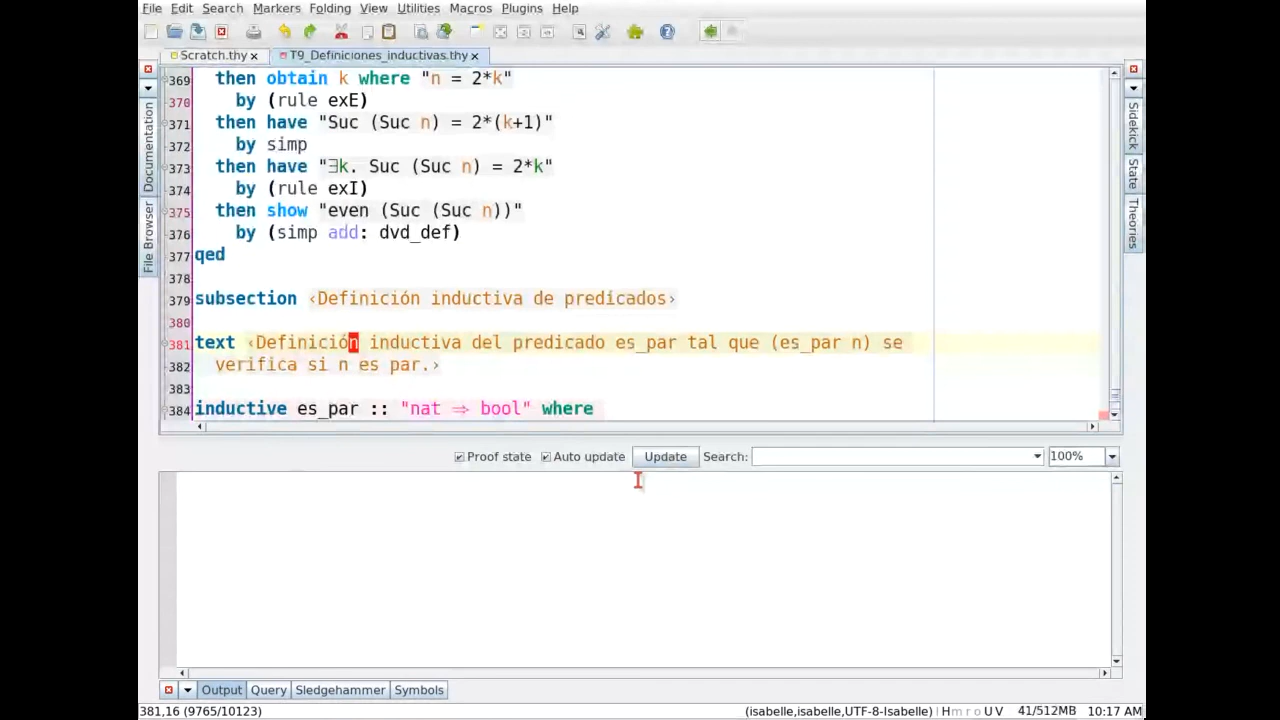 File Edit Search Markers Folding View Utilities Macros Plugins Help
Scratch.thy T9_Definiciones_inductivas.thy
369 then obtain k where "n = 2*k"
370 by (rule exE)
371 then have "Suc (Suc n) = 2*(k+1)"
372 by simp
373 then have "∃k. Suc (Suc n) = 2*k"
374 by (rule exI)
375 then show "even (Suc (Suc n))"
376 by (simp add: dvd_def)
377 qed
378
379 subsection ‹Definición inductiva de predicados›
380
381 text ‹Definición inductiva del predicado es_par tal que (es_par n) se
382 verifica si n es par.›
383
384 inductive es_par :: "nat ⇒ bool" where
Documentation
File Browser
Sidekick
State
Theories
Proof state Auto update Update Search: 100%
Output Query Sledgehammer Symbols
381,16 (9765/10123) (isabelle,isabelle,UTF-8-Isabelle) H m r o U V 41/512MB 10:17 AM